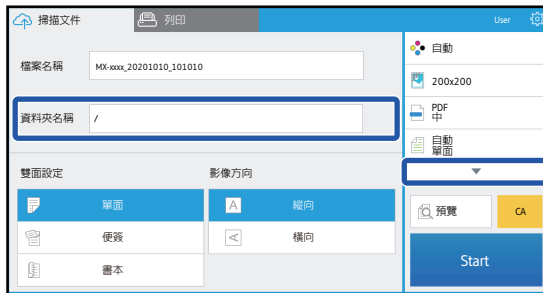 掃描文件
列印
User
檔案名稱
MX-xxxx_20201010_101010
資料夾名稱
/
雙面設定
影像方向
單面
便簽
書本
A
縱向
A
橫向
自動
200x200
PDF
中
自動
單面
預覽
CA
Start